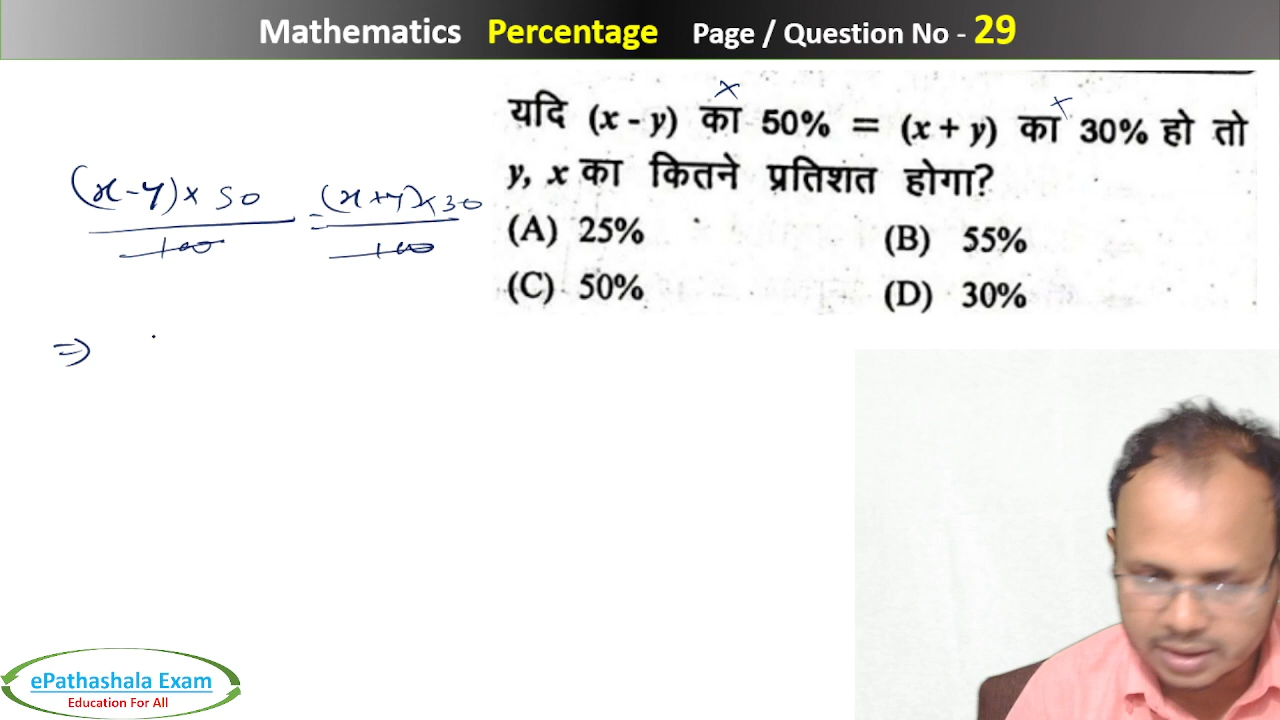 Mathematics Percentage Page / Question No - 29
यदि (x - y) का 50% = (x + y) का 30% हो तो
y, x का कितने प्रतिशत होगा?
(A) 25% (B) 55%
(C) 50% (D) 30%
× ×
(x-y)×50 = (x+y)×30
100 100
⇒
ePathashala Exam
Education For All